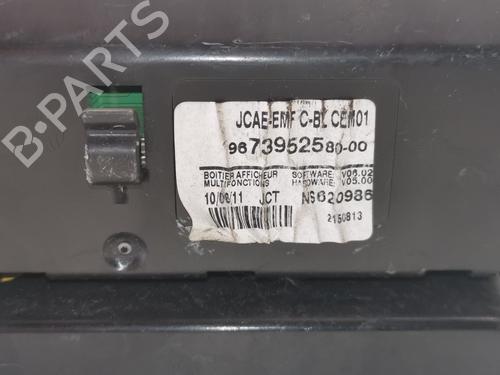 JCAE-EMF C-BL CEM01
9673952580-00
BOITIER AFFICHEUR SOFTWARE: V06.02
MULTIFONCTIONS HARDWARE: V05.00
10/06/11 JCT NS620986
2150813
B-PARTS